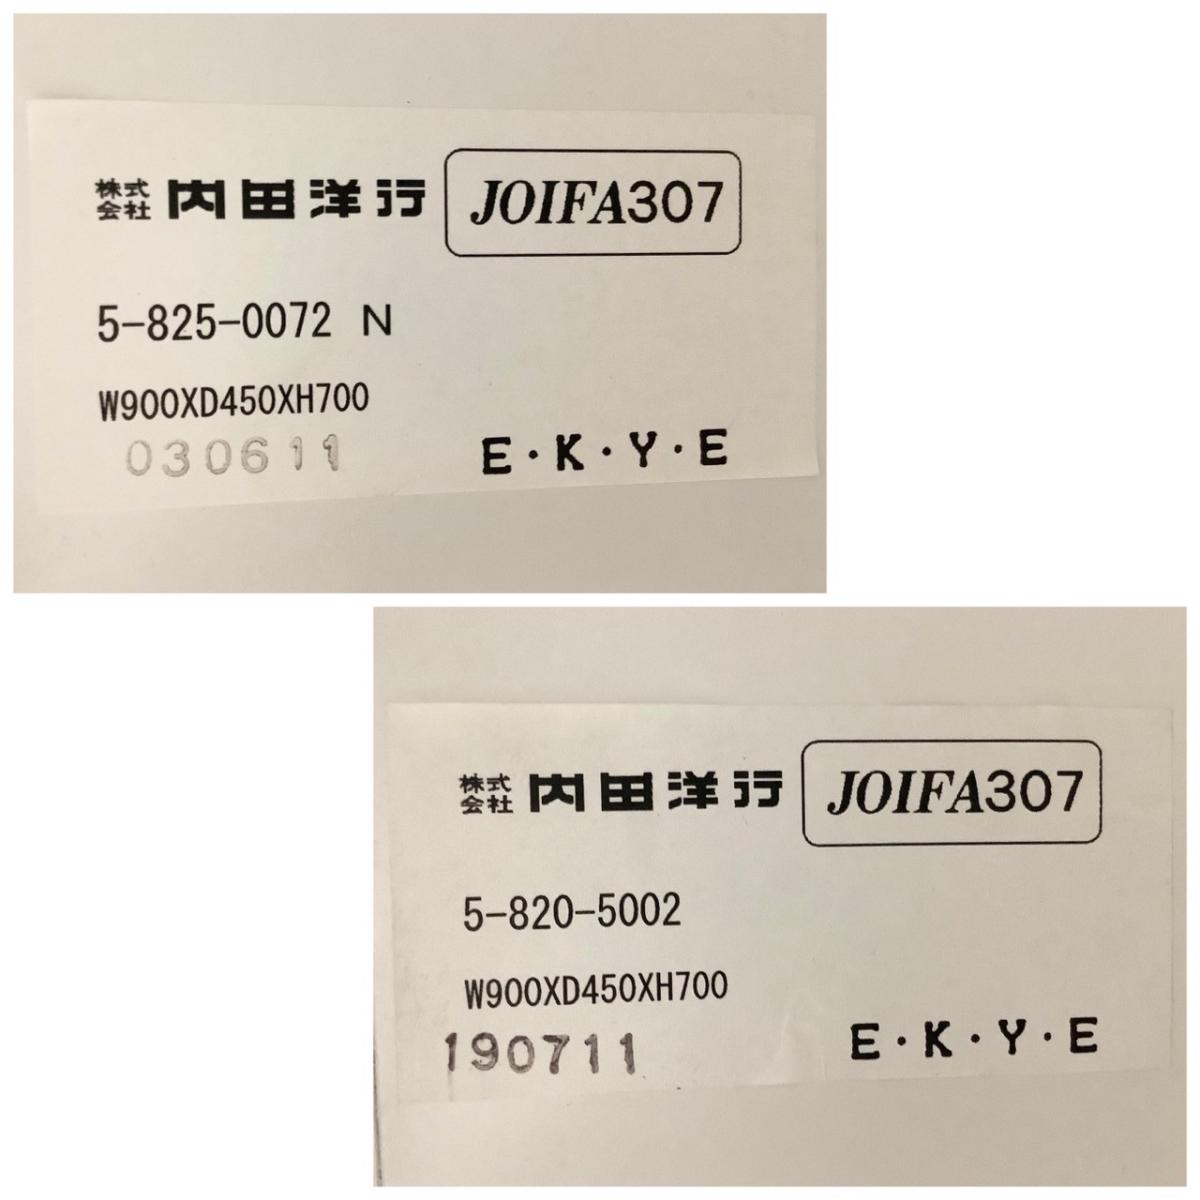 株式会社 内田洋行 JOIFA307
5-825-0072 N
W900XD450XH700
030611 E・K・Y・E
株式会社 内田洋行 JOIFA307
5-820-5002
W900XD450XH700
190711 E・K・Y・E